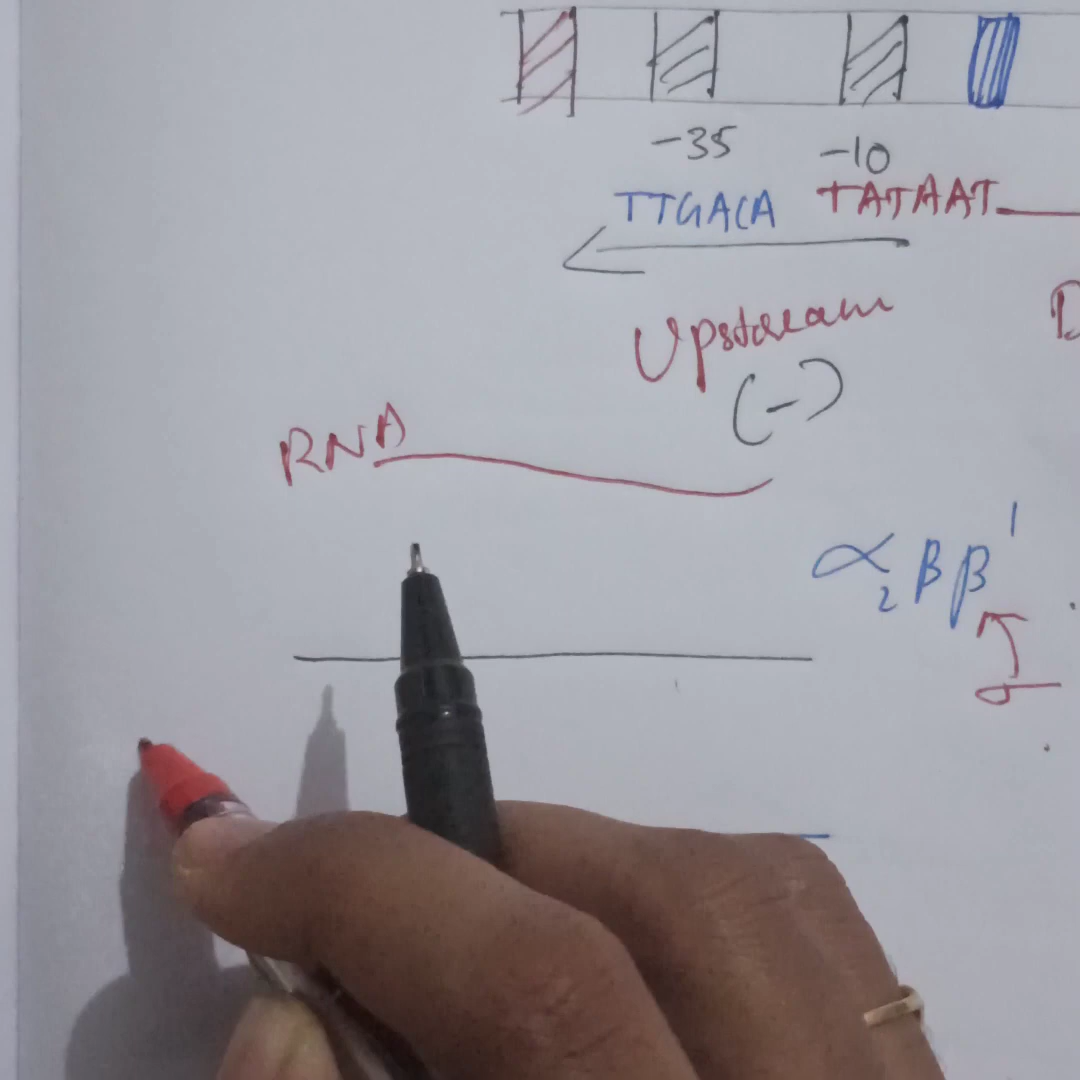 -35 -10
TTGACA TATAAT
Upstream
(-)
RNA
α₂ββ'